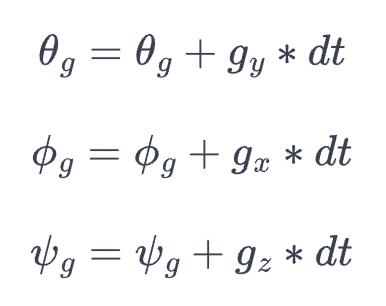 θ_g = θ_g + g_y * dt
ϕ_g = ϕ_g + g_x * dt
ψ_g = ψ_g + g_z * dt